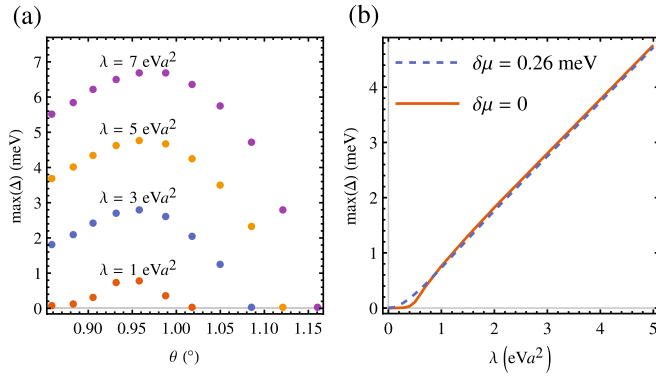 (a)
(b)
max(Δ) (meV)
7
6
5
4
3
2
1
0
λ = 7 eVa²
λ = 5 eVa²
λ = 3 eVa²
λ = 1 eVa²
0.90 0.95 1.00 1.05 1.10 1.15
θ (°)
max(Δ) (meV)
4
3
2
1
0
δμ = 0.26 meV
δμ = 0
0 1 2 3 4 5
λ (eVa²)